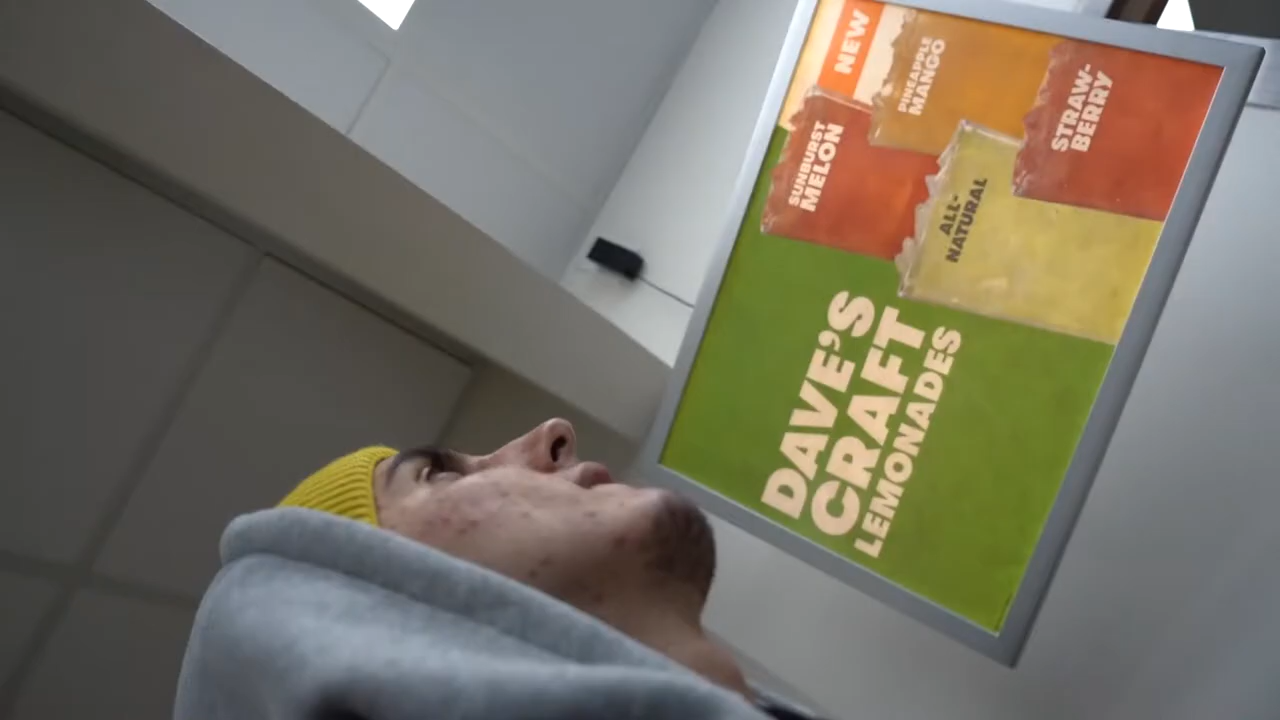 NEW
PINEAPPLE
MANGO
STRAW-
BERRY
SUNBURST
MELON
ALL-
NATURAL
DAVE'S
CRAFT
LEMONADES